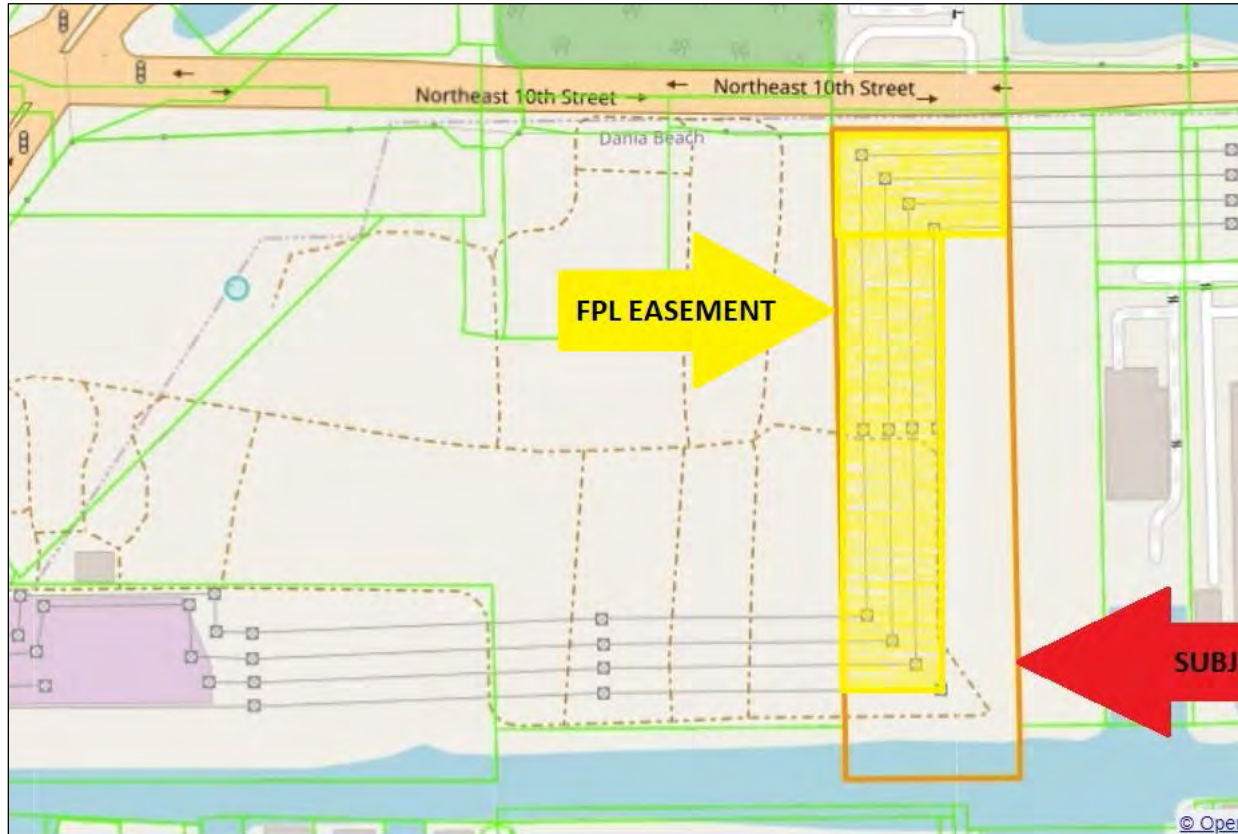 Northeast 10th Street
Northeast 10th Street
Dania Beach
FPL EASEMENT
SUBJ
© Oper